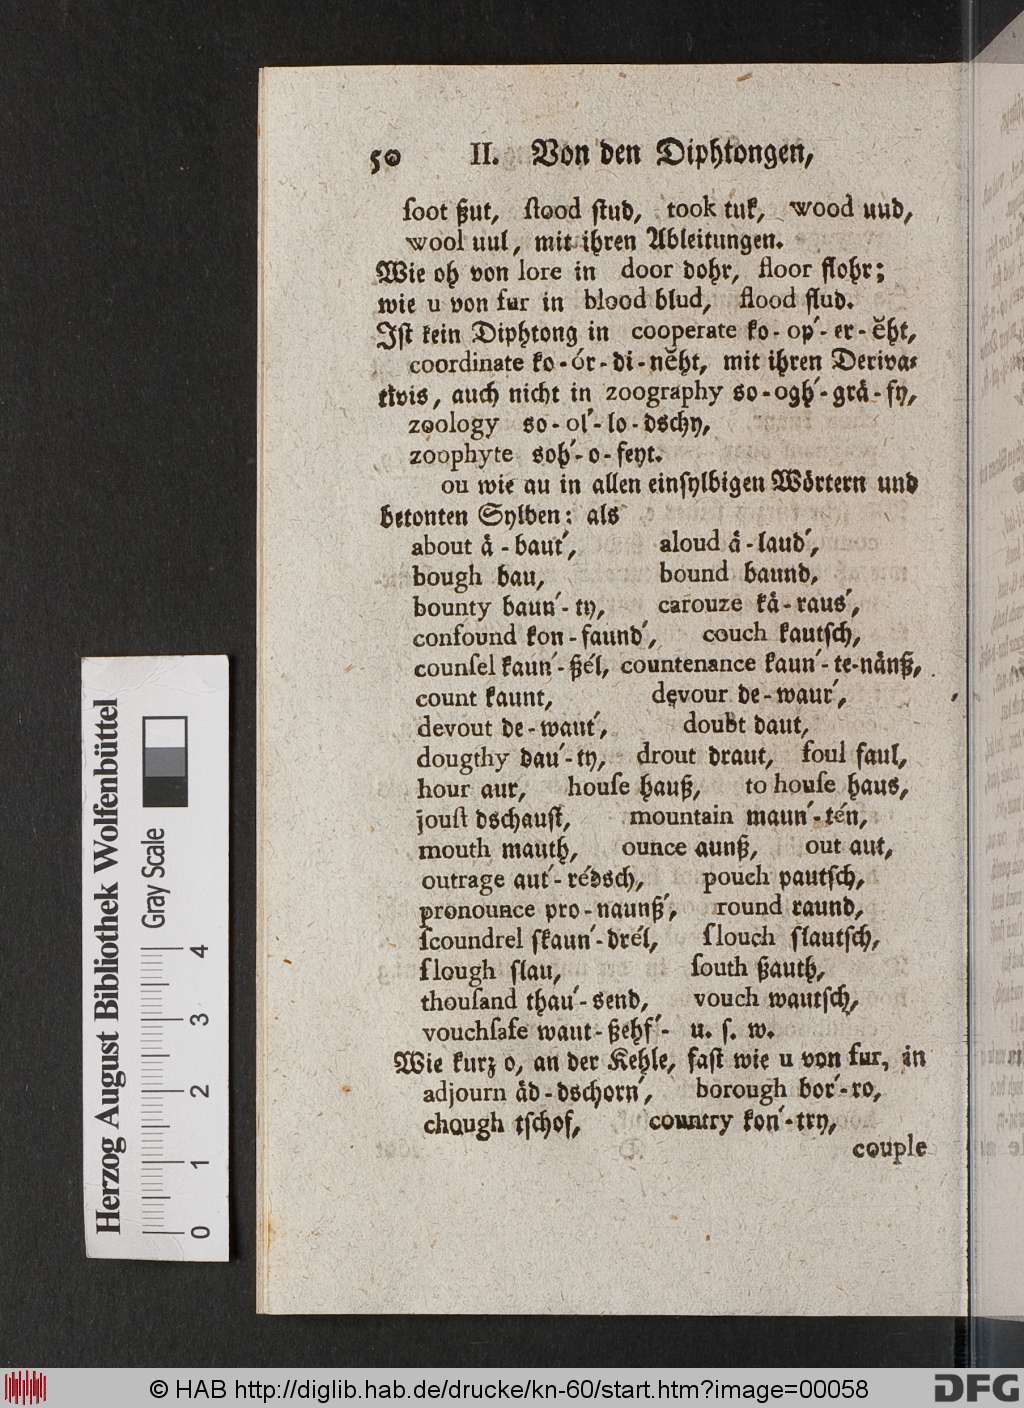 50 II. Von den Diphtongen,
ſoot ßut, ſtood ſtud, took tuk, wood uud,
wool uul, mit ihren Ableitungen.
Wie oh von lore in door dohr, floor flohr;
wie u von fur in blood blud, flood flud.
Iſt kein Diphtong in cooperate ko-op´-er-ĕht,
coordinate ko-ór-di-nĕht, mit ihren Deriva⸗
tivis, auch nicht in zoography so-ogh´-grå-fy,
zoology so-ol´-lo-dschy,
zoophyte soh´-o-feyt.
ou wie au in allen einſylbigen Wörtern und
betonten Sylben: als
about å-baut´, aloud å-laud´,
bough bau, bound baund,
bounty baun´-ty, carouze kå-raus´,
confound kon-faund´, couch kautſch,
counſel kaun´-ßél, countenance kaun´-te-nånß,
count kaunt, devour de-waur´,
devout de-waut´, doubt daut,
dougthy dau´-ty, drout draut, foul faul,
hour aur, houſe hauß, to houſe haus,
jouſt dschauſt, mountain maun´-tén,
mouth mauth, ounce aunß, out aut,
outrage aut´-rédsch, pouch pautſch,
pronounce pro-naunß´, round raund,
ſcoundrel ſkaun´-drél, ſlouch ſlautſch,
ſlough ſlau, ſouth ßauth,
thouſand thau´-send, vouch wautſch,
vouchſafe waut-ßehf´- u. ſ. w.
Wie kurz o, an der Kehle, faſt wie u von fur, in
adjourn åd-dschorn´, borough bor´-ro,
chough tſchof, country kon´-try,
couple
Herzog August Bibliothek Wolfenbüttel
Gray Scale
0 1 2 3 4
© HAB http://diglib.hab.de/drucke/kn-60/start.htm?image=00058
DFG